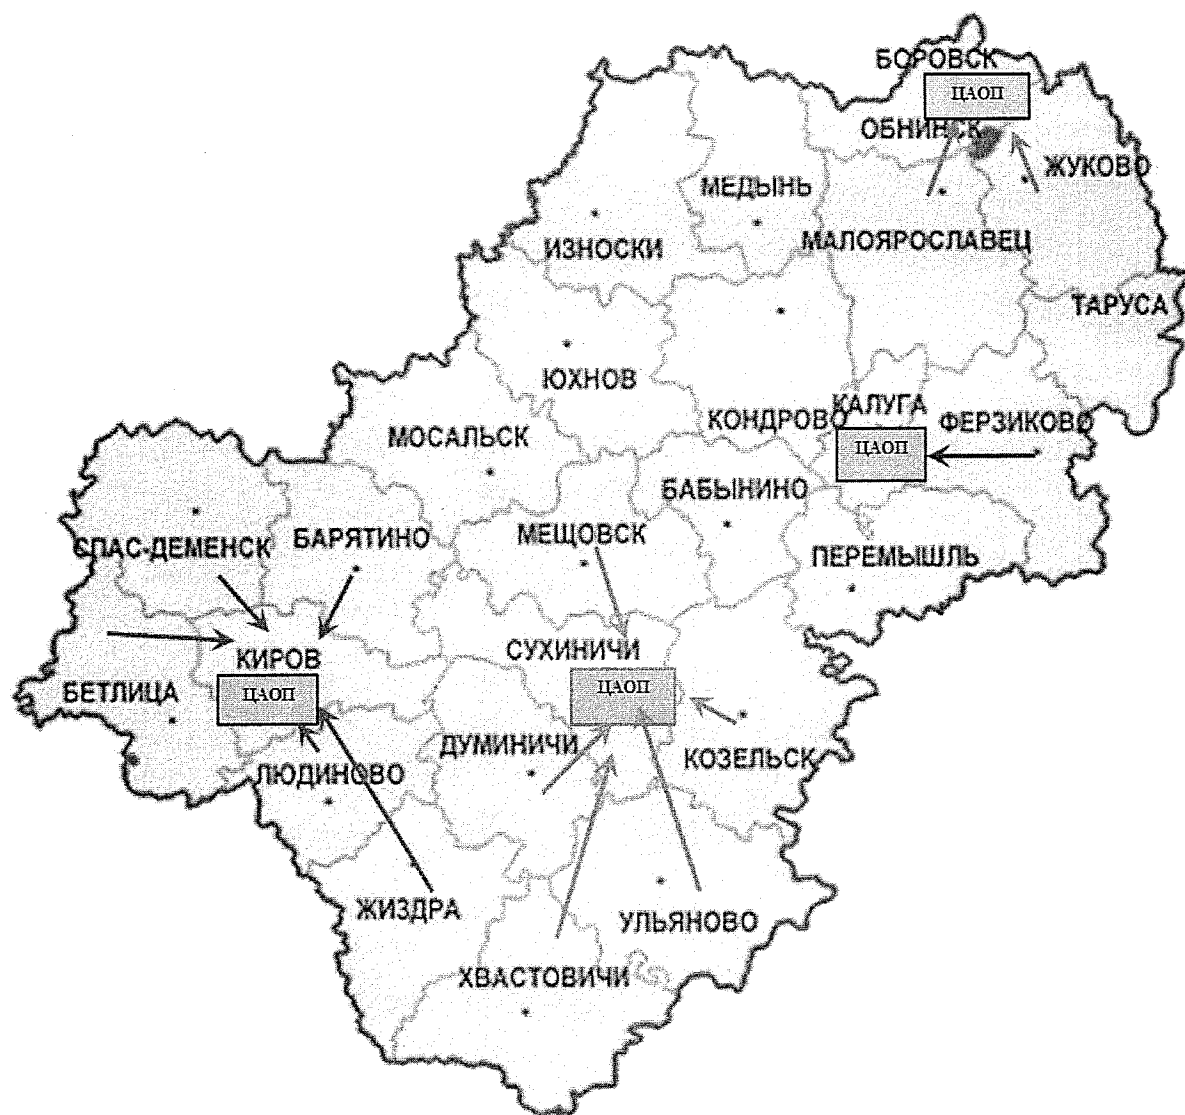 БОРОВСК
ЦАОП
ОБНИНСК
ЖУКОВО
МЕДЫНЬ
ИЗНОСКИ
МАЛОЯРОСЛАВЕЦ
ТАРУСА
ЮХНОВ
КАЛУГА
КОНДРОВО
ФЕРЗИКОВО
МОСАЛЬСК
ЦАОП
БАБЫНИНО
МЕЩОВСК
БАРЯТИНО
СПАС-ДЕМЕНСК
ПЕРЕМЫШЛЬ
СУХИНИЧИ
КИРОВ
БЕТЛИЦА
ЦАОП
ЦАОП
ДУМИНИЧИ
КОЗЕЛЬСК
ЛЮДИНОВО
ЖИЗДРА
УЛЬЯНОВО
ХВАСТОВИЧИ